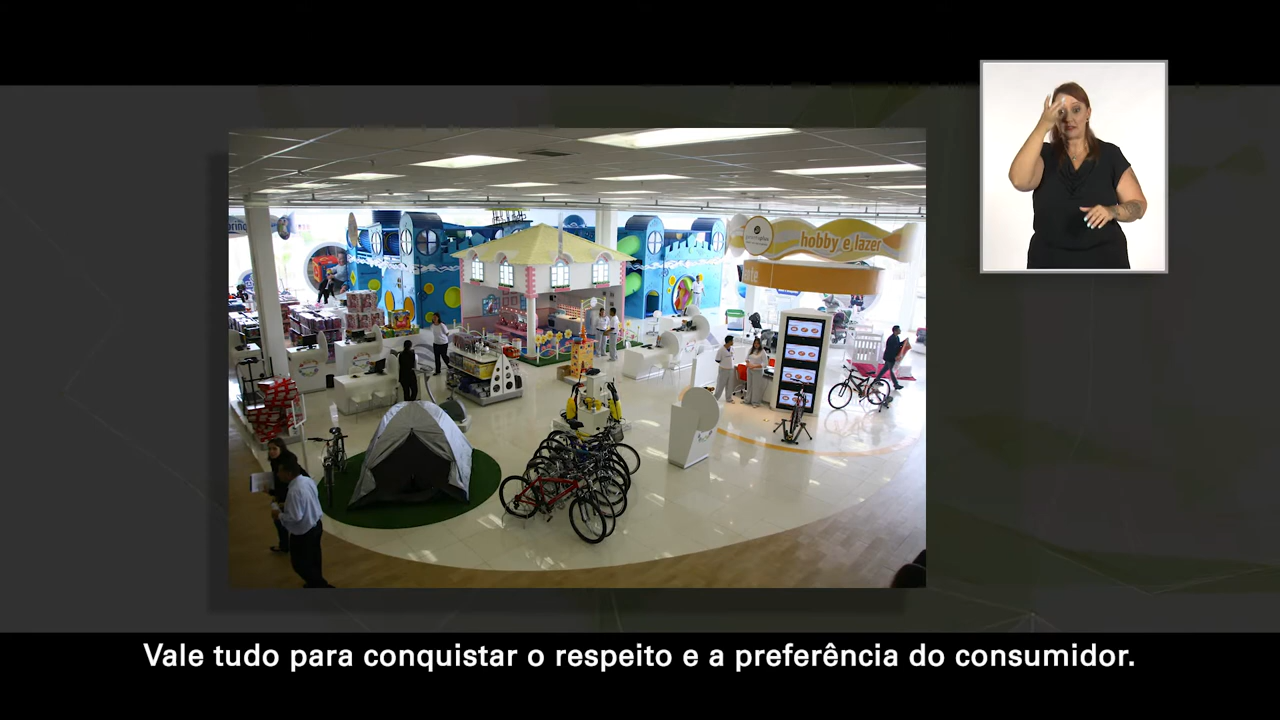 hobby e lazer
Vale tudo para conquistar o respeito e a preferência do consumidor.